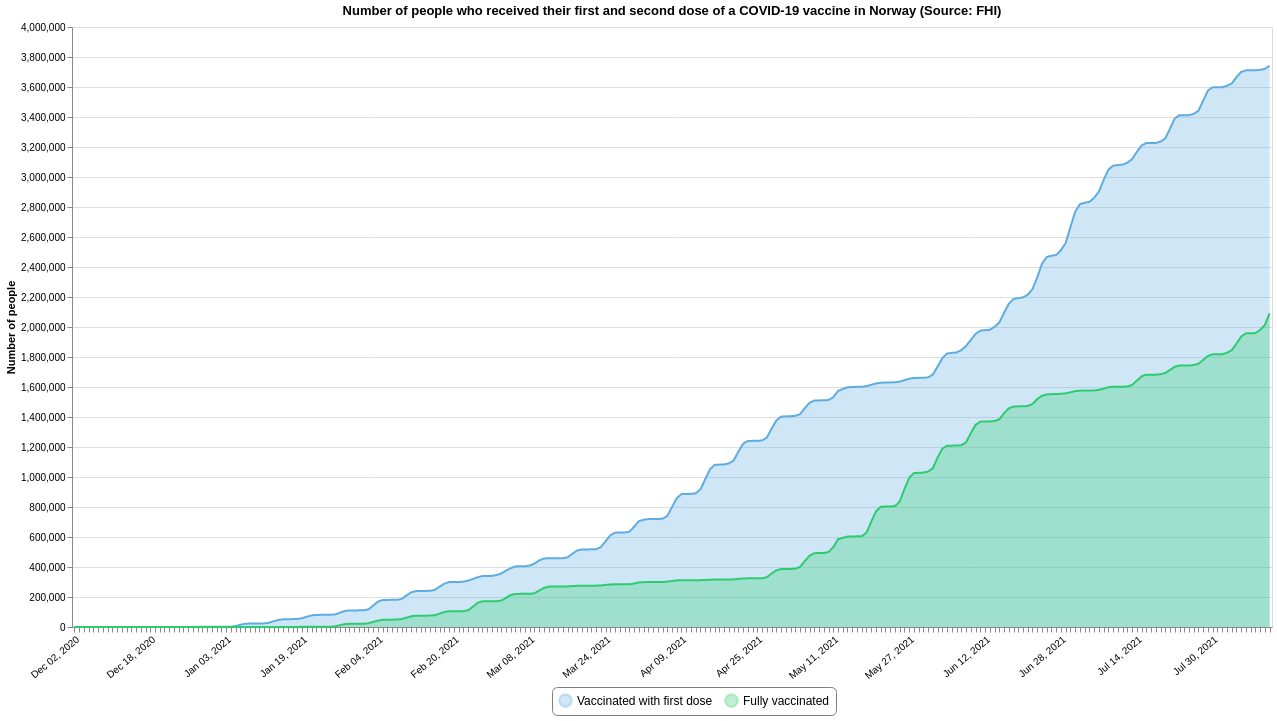 Number of people who received their first and second dose of a COVID-19 vaccine in Norway (Source: FHI)
4,000,000
3,800,000
3,600,000
3,400,000
3,200,000
3,000,000
2,800,000
2,600,000
2,400,000
2,200,000
2,000,000
1,800,000
1,600,000
1,400,000
1,200,000
1,000,000
800,000
600,000
400,000
200,000
0
Number of people
Dec 02, 2020
Dec 18, 2020
Jan 03, 2021
Jan 19, 2021
Feb 04, 2021
Feb 20, 2021
Mar 08, 2021
Mar 24, 2021
Apr 09, 2021
Apr 25, 2021
May 11, 2021
May 27, 2021
Jun 12, 2021
Jun 28, 2021
Jul 14, 2021
Jul 30, 2021
Vaccinated with first dose
Fully vaccinated